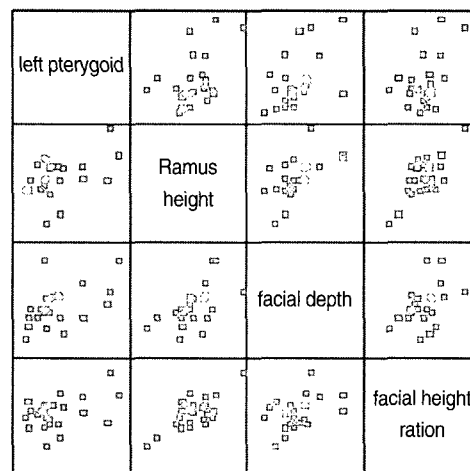 left pterygoid
Ramus
height
facial depth
facial height
ration